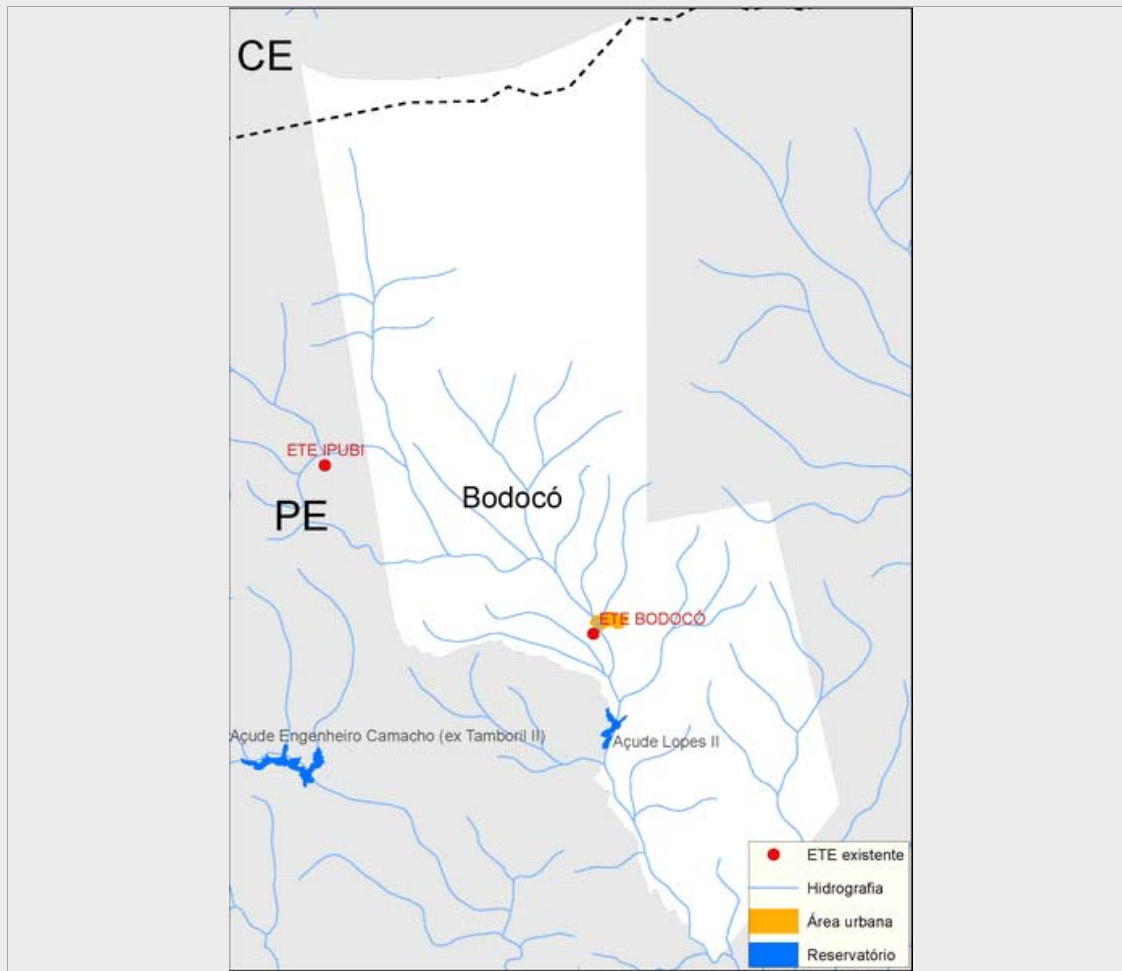 CE
ETE IPUBI
Bodocó
PE
ETE BODOCÓ
Açude Engenheiro Camacho (ex Tamboril II)
Açude Lopes II
ETE existente
Hidrografia
Área urbana
Reservatório